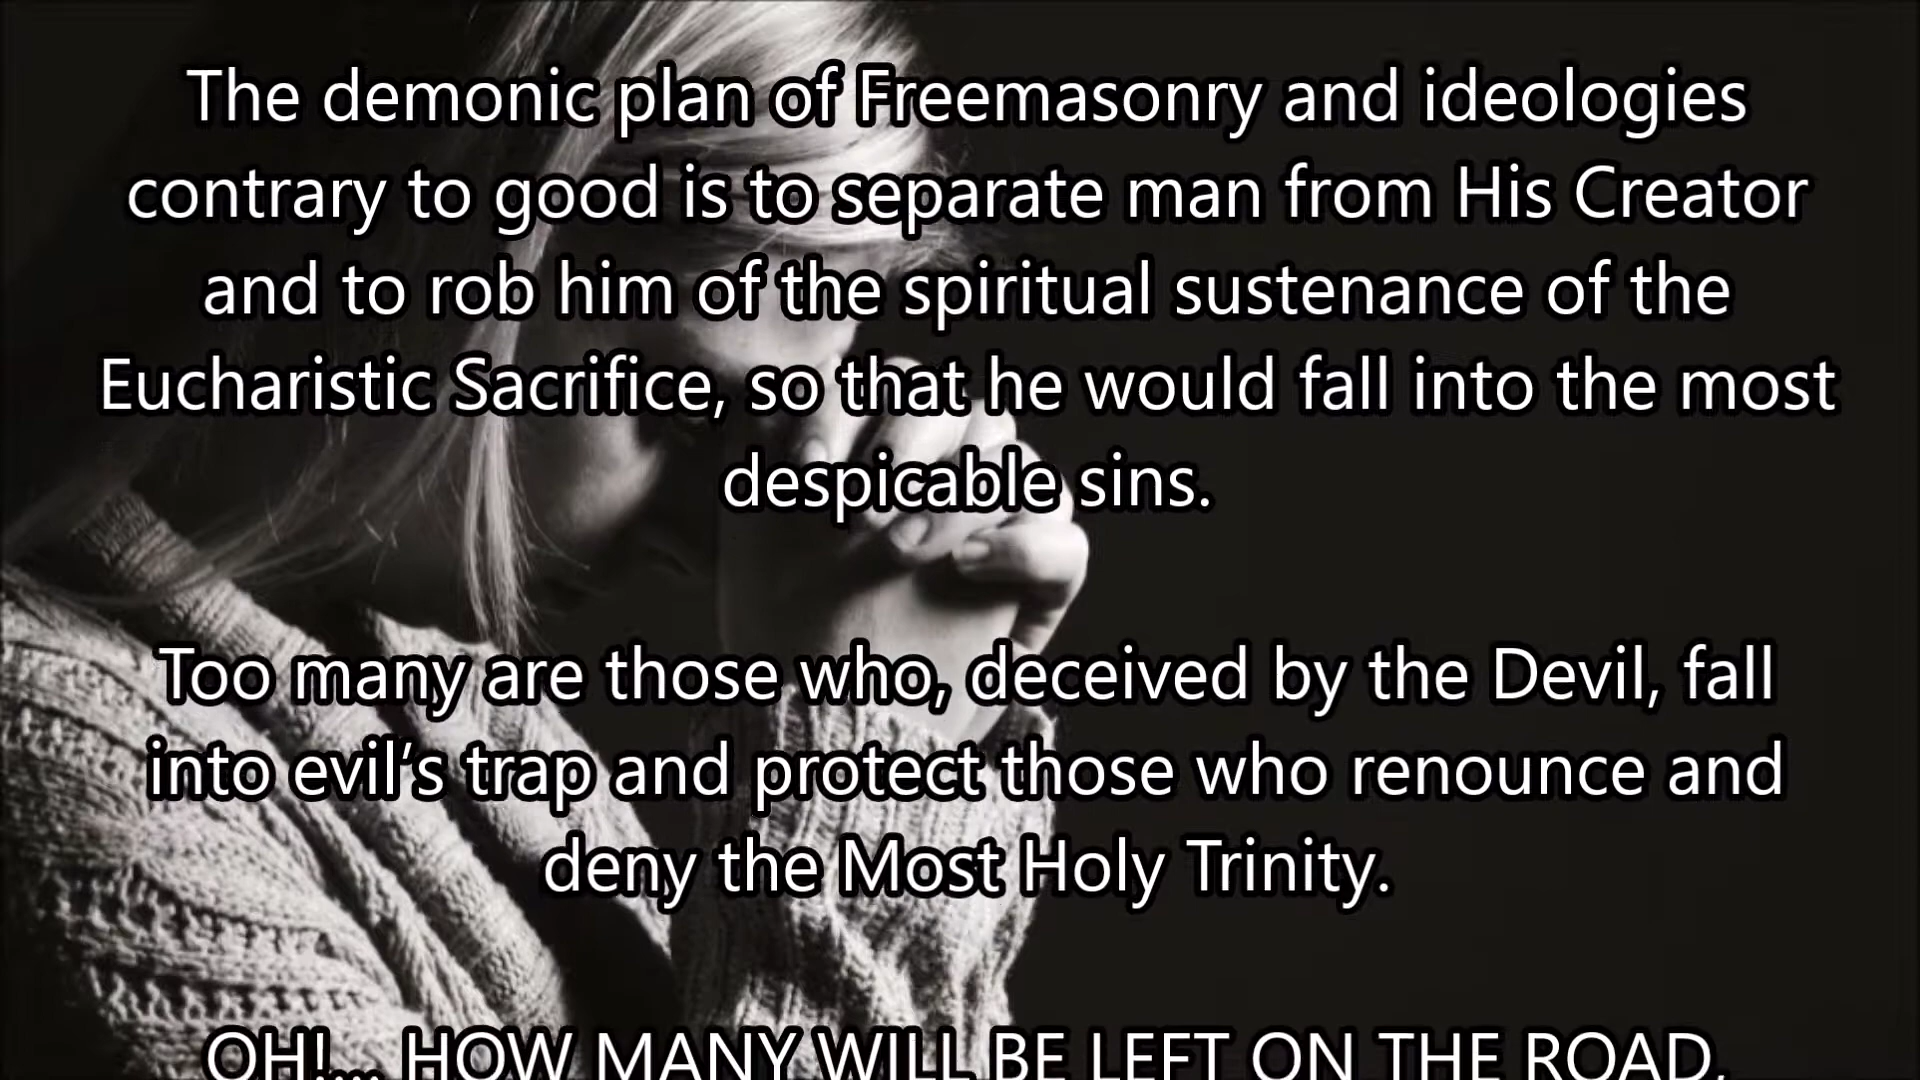 The demonic plan of Freemasonry and ideologies
contrary to good is to separate man from His Creator
and to rob him of the spiritual sustenance of the
Eucharistic Sacrifice, so that he would fall into the most
despicable sins.
Too many are those who, deceived by the Devil, fall
into evil’s trap and protect those who renounce and
deny the Most Holy Trinity.
OH!... HOW MANY WILL BE LEFT ON THE ROAD,